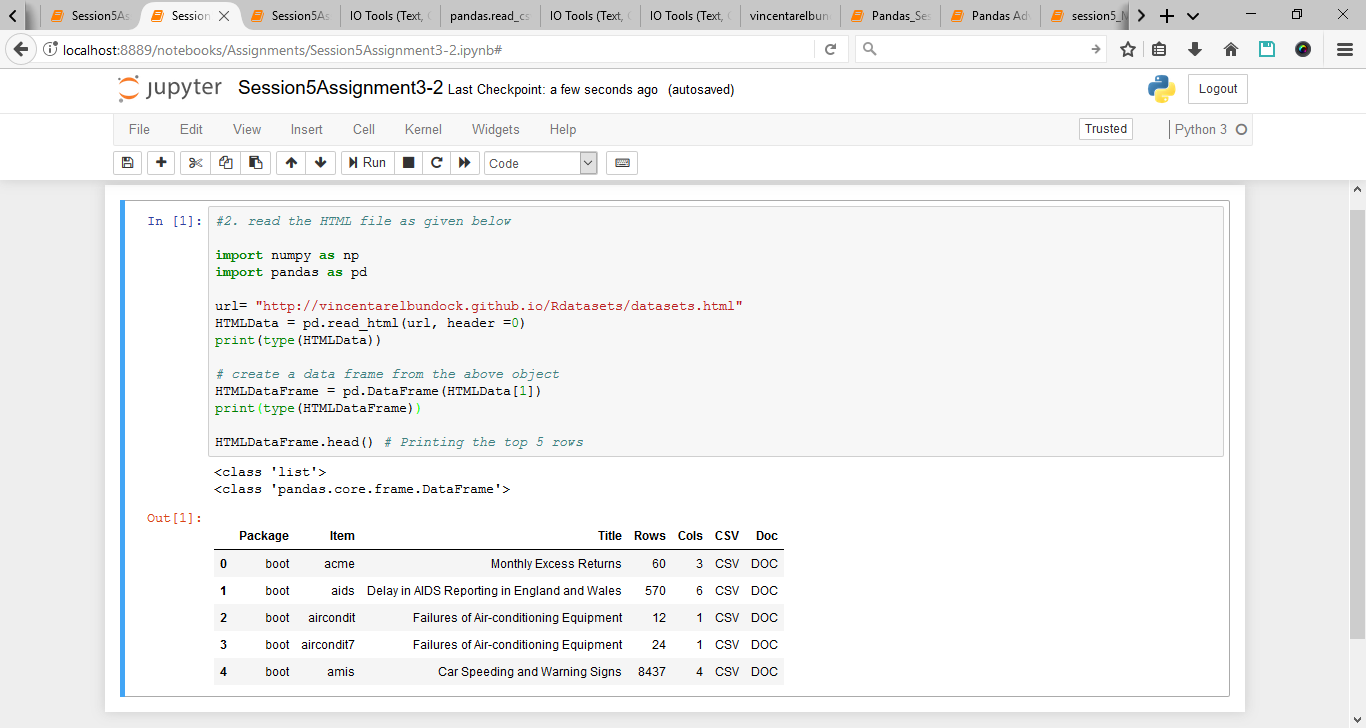 Session5As Session Session5As IO Tools (Text, pandas.read_cs IO Tools (Text, IO Tools (Text, vincentarelbun Pandas_Ses Pandas Adv session5_
localhost:8889/notebooks/Assignments/Session5Assignment3-2.ipynb#
jupyter Session5Assignment3-2 Last Checkpoint: a few seconds ago (autosaved) Logout
File Edit View Insert Cell Kernel Widgets Help Trusted Python 3
Run Code
In [1]: #2. read the HTML file as given below
import numpy as np
import pandas as pd
url= "http://vincentarelbundock.github.io/Rdatasets/datasets.html"
HTMLData = pd.read_html(url, header =0)
print(type(HTMLData))
# create a data frame from the above object
HTMLDataFrame = pd.DataFrame(HTMLData[1])
print(type(HTMLDataFrame))
HTMLDataFrame.head() # Printing the top 5 rows
<class 'list'>
<class 'pandas.core.frame.DataFrame'>
Out[1]:
Package Item Title Rows Cols CSV Doc
0 boot acme Monthly Excess Returns 60 3 CSV DOC
1 boot aids Delay in AIDS Reporting in England and Wales 570 6 CSV DOC
2 boot aircondit Failures of Air-conditioning Equipment 12 1 CSV DOC
3 boot aircondit7 Failures of Air-conditioning Equipment 24 1 CSV DOC
4 boot amis Car Speeding and Warning Signs 8437 4 CSV DOC